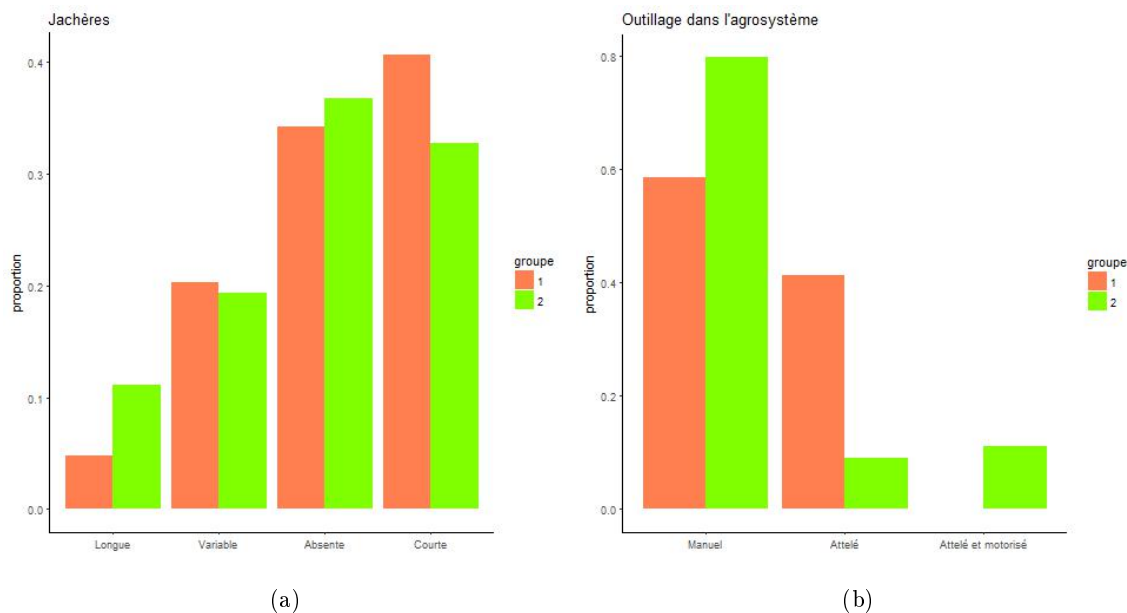 Jachères
proportion
0.4
0.3
0.2
0.1
0.0
Longue
Variable
Absente
Courte
groupe
1
2
(a)
Outillage dans l'agrosystème
proportion
0.8
0.6
0.4
0.2
0.0
Manuel
Attelé
Attelé et motorisé
groupe
1
2
(b)